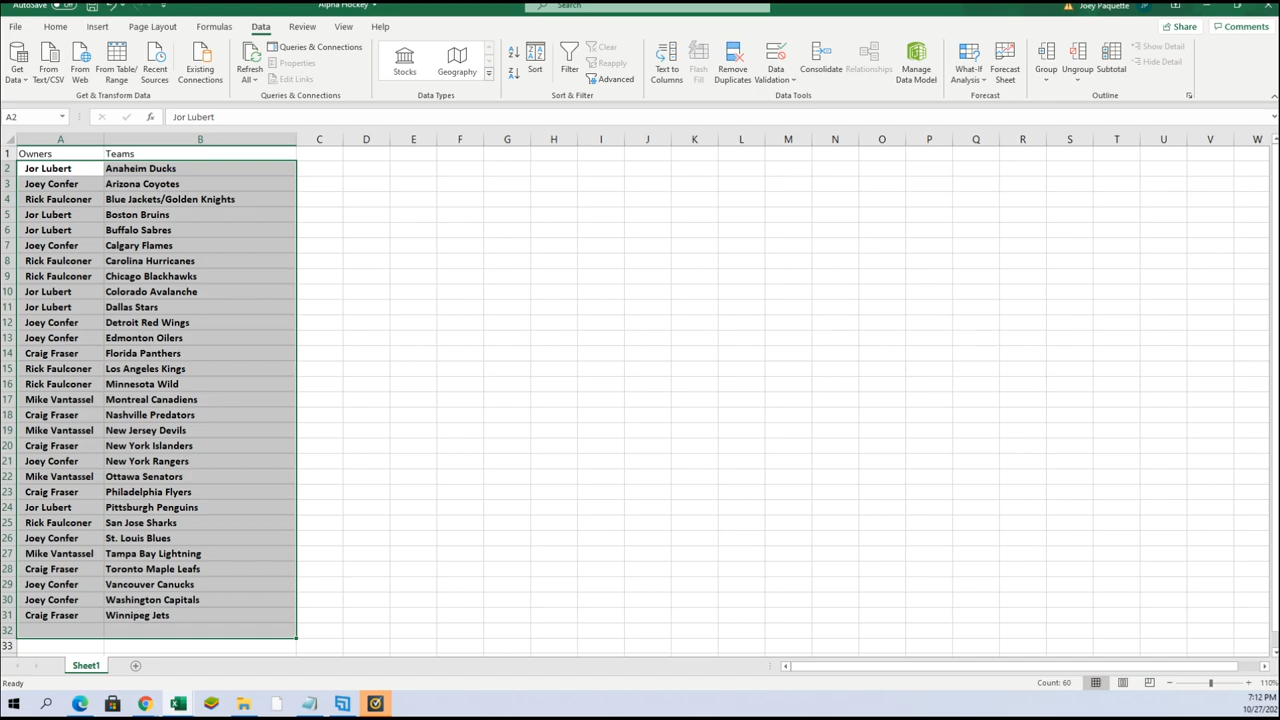 AutoSave Off Alpha Hockey Search Joey Paquette JP
File Home Insert Page Layout Formulas Data Review View Help Share Comments
Get Data From Text/CSV From Web From Table/Range Recent Sources Existing Connections
Get & Transform Data
Refresh All Queries & Connections Properties Edit Links
Queries & Connections
Stocks Geography
Data Types
Sort Filter Clear Reapply Advanced
Sort & Filter
Text to Columns Flash Fill Remove Duplicates Data Validation Consolidate Relationships Manage Data Model
Data Tools
What-If Analysis Forecast Sheet
Forecast
Group Ungroup Subtotal Show Detail Hide Detail
Outline
A2 fx Jor Lubert
A B C D E F G H I J K L M N O P Q R S T U V W
1 Owners Teams
2 Jor Lubert Anaheim Ducks
3 Joey Confer Arizona Coyotes
4 Rick Faulconer Blue Jackets/Golden Knights
5 Jor Lubert Boston Bruins
6 Jor Lubert Buffalo Sabres
7 Joey Confer Calgary Flames
8 Rick Faulconer Carolina Hurricanes
9 Rick Faulconer Chicago Blackhawks
10 Jor Lubert Colorado Avalanche
11 Jor Lubert Dallas Stars
12 Joey Confer Detroit Red Wings
13 Joey Confer Edmonton Oilers
14 Craig Fraser Florida Panthers
15 Rick Faulconer Los Angeles Kings
16 Rick Faulconer Minnesota Wild
17 Mike Vantassel Montreal Canadiens
18 Craig Fraser Nashville Predators
19 Mike Vantassel New Jersey Devils
20 Craig Fraser New York Islanders
21 Joey Confer New York Rangers
22 Mike Vantassel Ottawa Senators
23 Craig Fraser Philadelphia Flyers
24 Jor Lubert Pittsburgh Penguins
25 Rick Faulconer San Jose Sharks
26 Joey Confer St. Louis Blues
27 Mike Vantassel Tampa Bay Lightning
28 Craig Fraser Toronto Maple Leafs
29 Joey Confer Vancouver Canucks
30 Joey Confer Washington Capitals
31 Craig Fraser Winnipeg Jets
32
33
Sheet1
Ready Count: 60 110%
7:12 PM
10/27/202